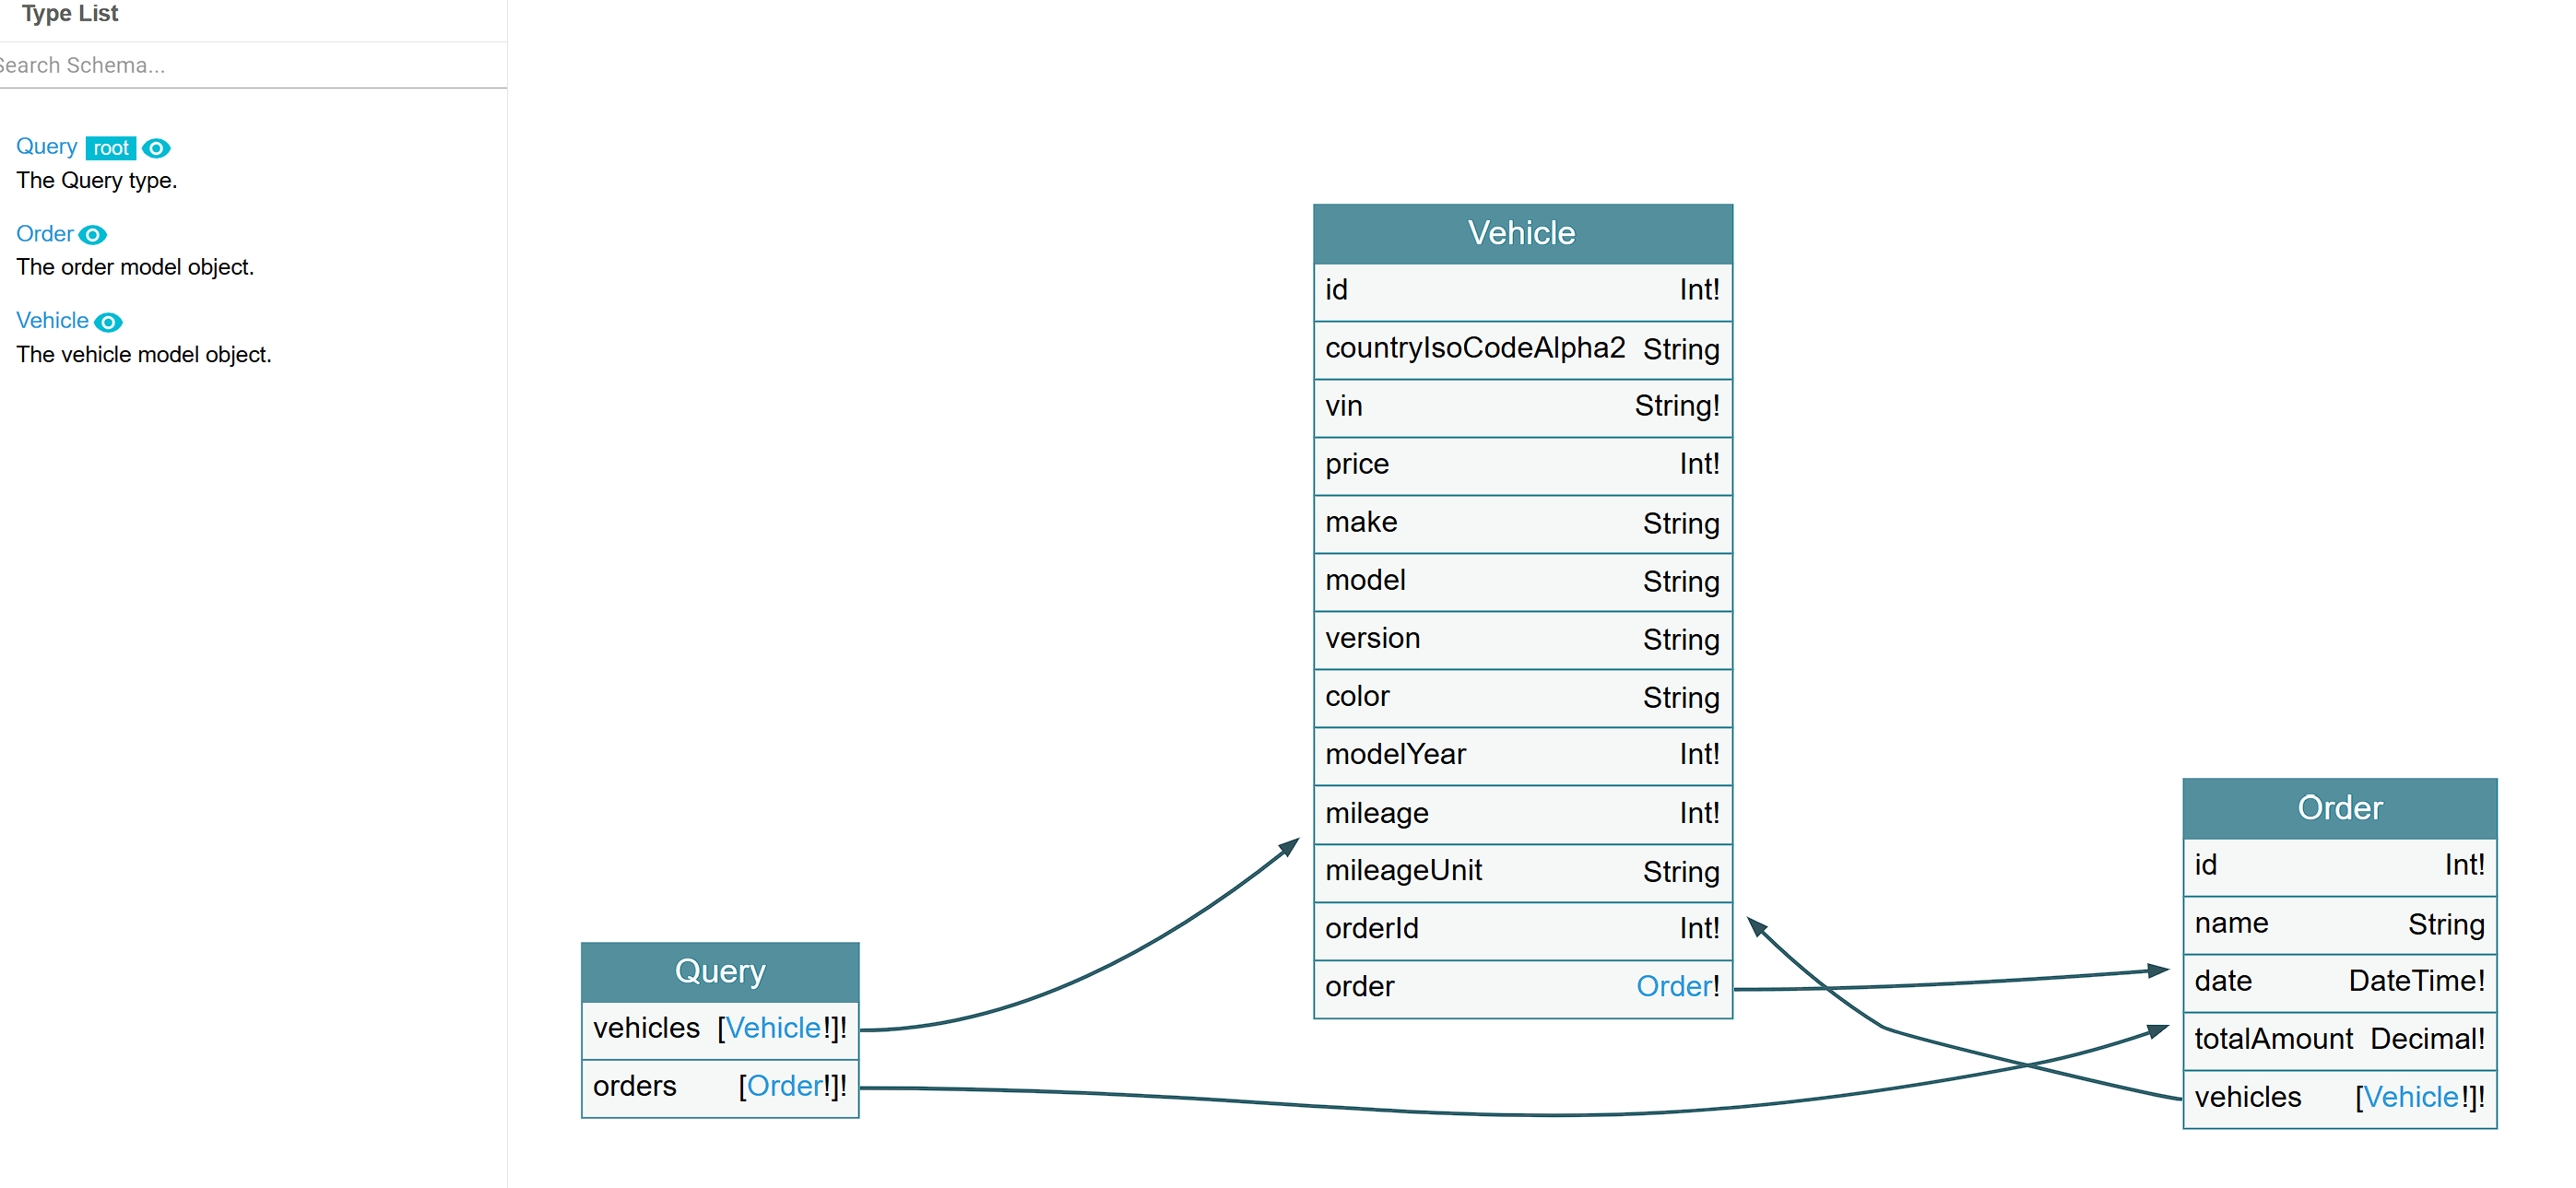 Type List
Search Schema...
Query root
The Query type.
Order
The order model object.
Vehicle
The vehicle model object.
Query
vehicles [Vehicle!]!
orders [Order!]!
Vehicle
id Int!
countryIsoCodeAlpha2 String
vin String!
price Int!
make String
model String
version String
color String
modelYear Int!
mileage Int!
mileageUnit String
orderId Int!
order Order!
Order
id Int!
name String
date DateTime!
totalAmount Decimal!
vehicles [Vehicle!]!